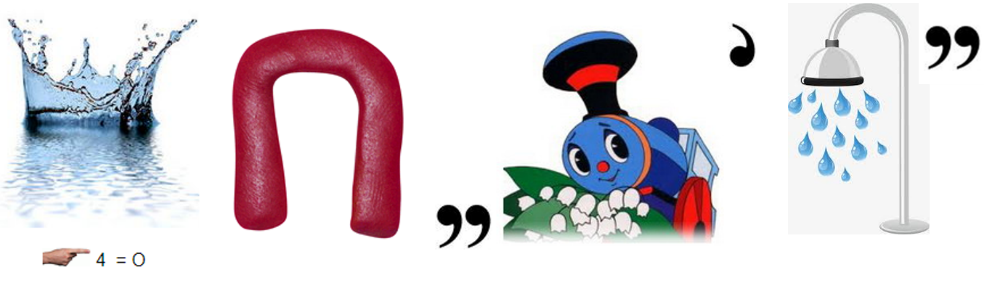 П ,, , ,,
4 = О